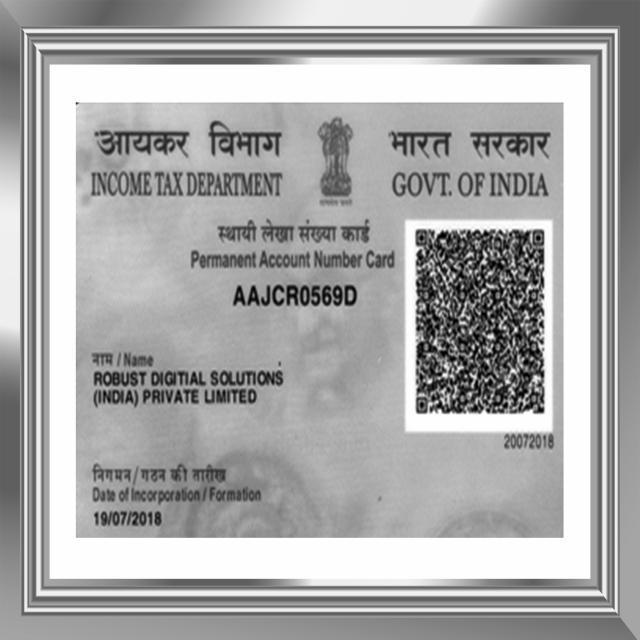 आयकर विभाग
INCOME TAX DEPARTMENT
भारत सरकार
GOVT. OF INDIA
स्थायी लेखा संख्या कार्ड
Permanent Account Number Card
AAJCR0569D
नाम / Name
ROBUST DIGITIAL SOLUTIONS
(INDIA) PRIVATE LIMITED
20072018
निगमन / गठन की तारीख
Date of Incorporation / Formation
19/07/2018